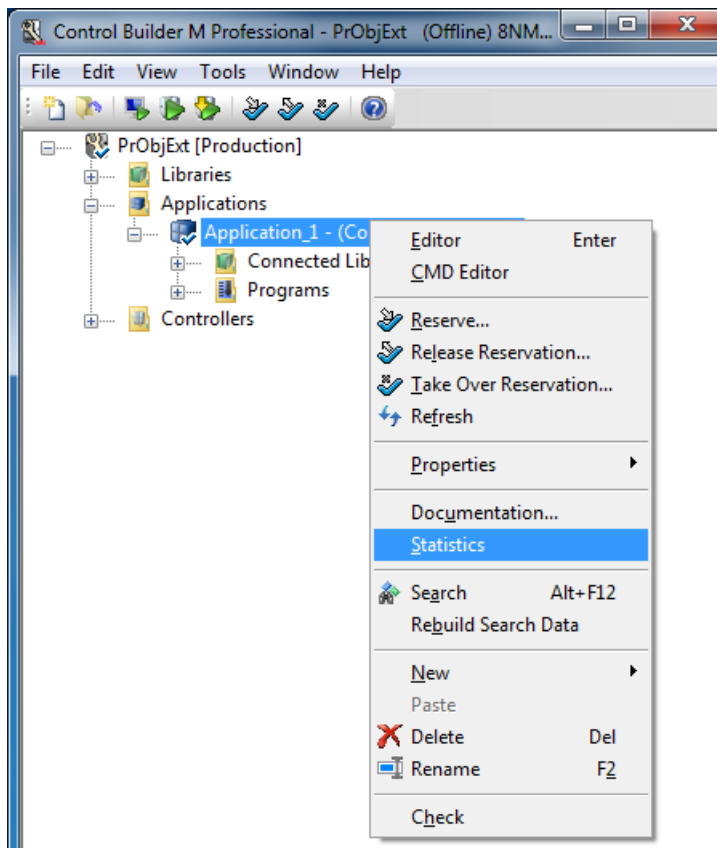 Control Builder M Professional - PrObjExt (Offline) 8NM...
File Edit View Tools Window Help
PrObjExt [Production]
Libraries
Applications
Application_1 - (Co
Connected Lib
Programs
Controllers
Editor Enter
CMD Editor
Reserve...
Release Reservation...
Take Over Reservation...
Refresh
Properties
Documentation...
Statistics
Search Alt+F12
Rebuild Search Data
New
Paste
Delete Del
Rename F2
Check